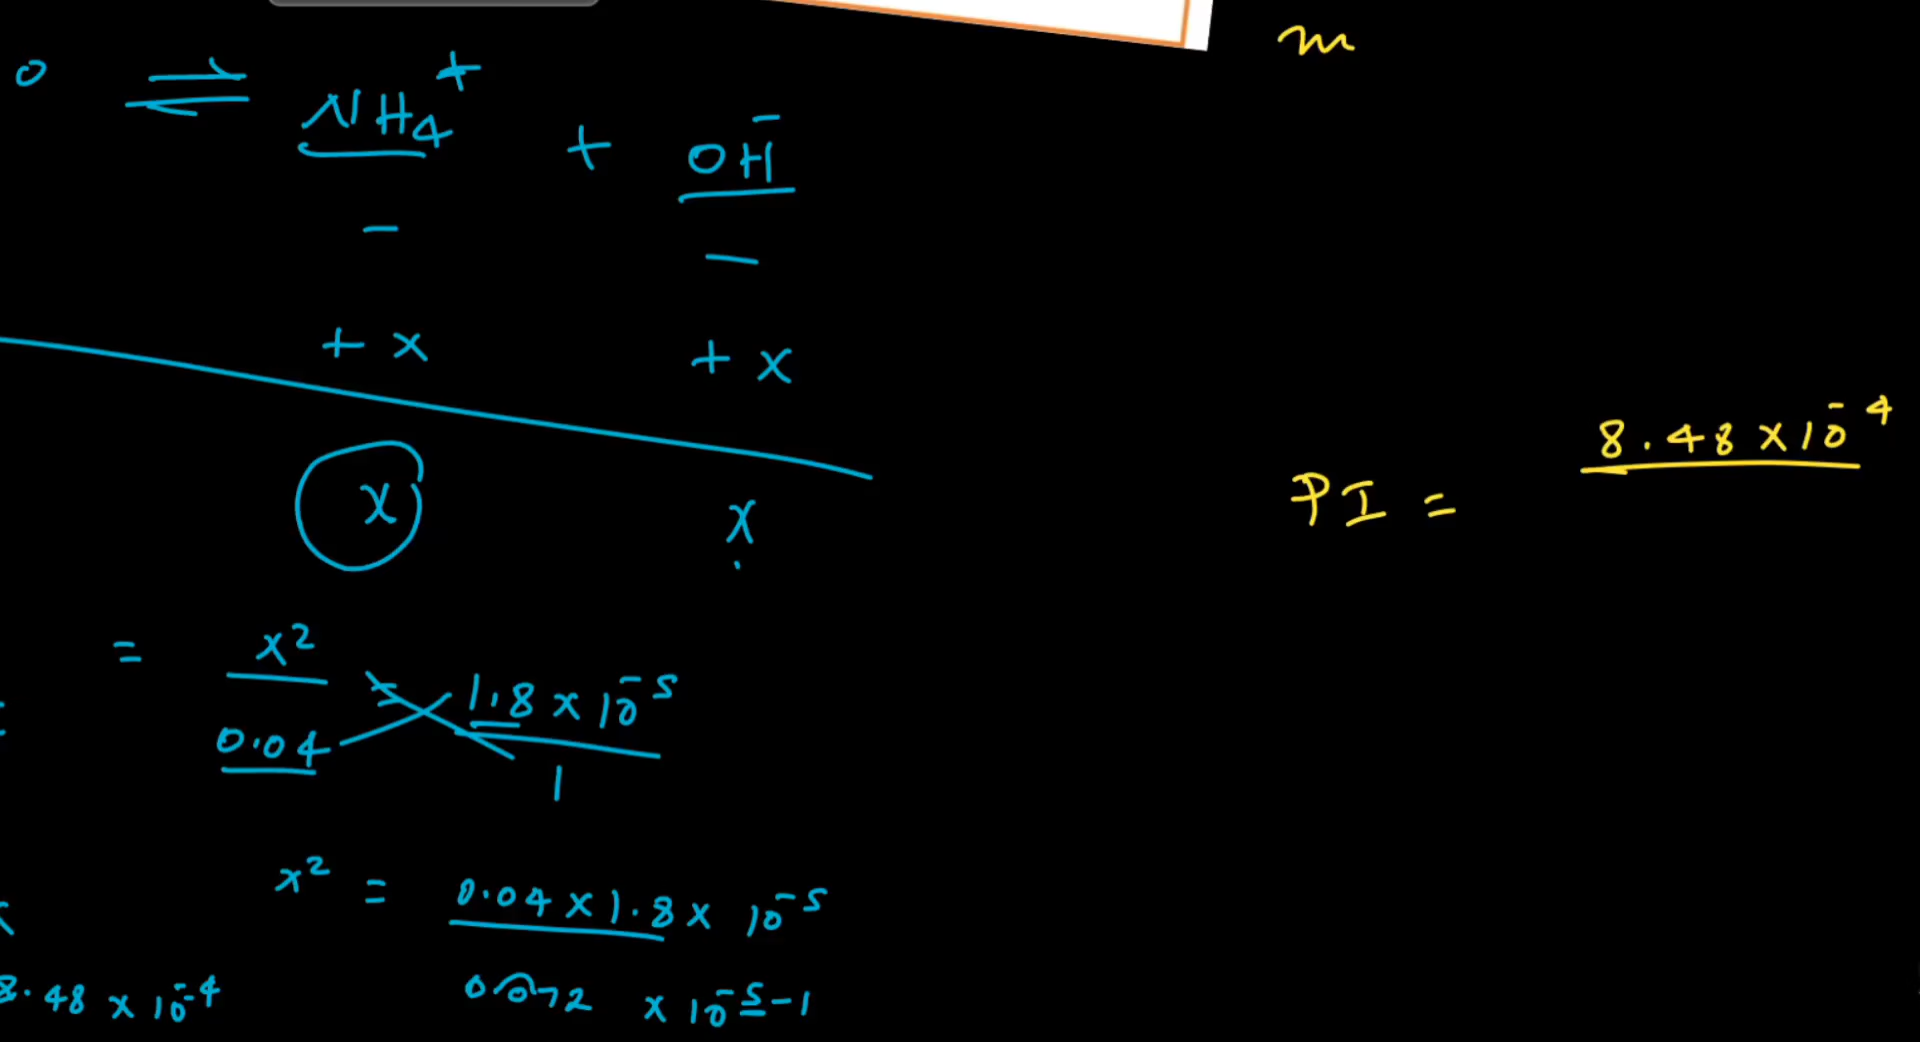 0 ⇌ NH4+ + OH-
m
- -
+ x + x
x x
8.48 x 10-4
PI =
= x2 = 1.8 x 10-5
0.04 1
x2 = 0.04 x 1.8 x 10-5
8.48 x 10-4 0.072 x 10-5-1